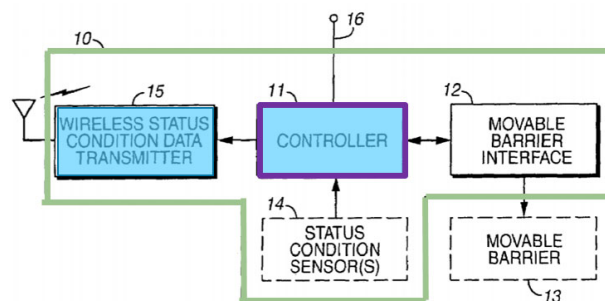 16
10
15
WIRELESS STATUS
CONDITION DATA
TRANSMITTER
11
CONTROLLER
12
MOVABLE
BARRIER
INTERFACE
14
STATUS
CONDITION
SENSOR(S)
MOVABLE
BARRIER
13